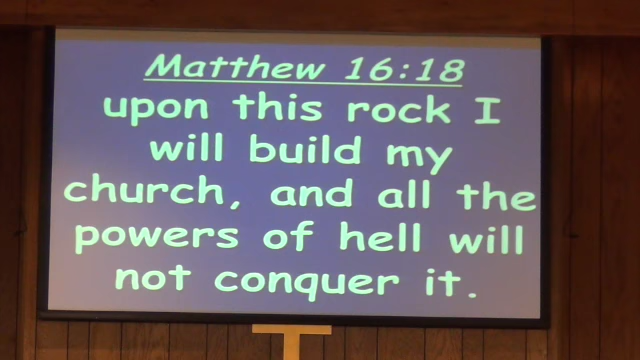 Matthew 16:18
upon this rock I
will build my
church, and all the
powers of hell will
not conquer it.